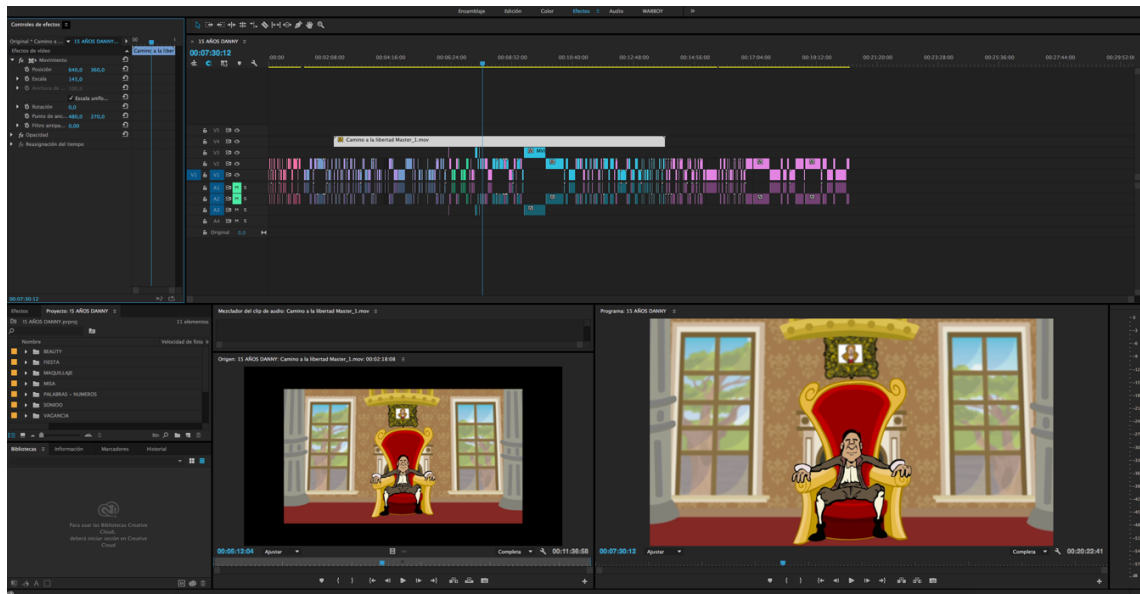 Ensamblaje Edición Color Efectos Audio WARBOY »
Controles de efectos
Original * Camino a ... 15 AÑOS DANNY...
Efectos de vídeo
Camino a la liber
fx Movimiento
Posición 640,0 360,0
Escala 145,0
Escala unifo...
Rotación 0,0
Punto de anc... 480,0 270,0
Filtro antipa... 0,00
fx Opacidad
Reasignación del tiempo
00:07:30:12
× 15 AÑOS DANNY
00:07:30:12
00:00 00:02:08:00 00:04:16:00 00:06:24:00 00:08:32:00 00:10:40:00 00:12:48:00 00:14:56:00 00:17:04:00 00:19:12:00 00:21:20:00 00:23:28:00 00:25:36:00 00:27:44:00 00:29:52:0
V5
V4 Camino a la libertad Master_1.mov
V3
V2
V1 V1
A1 M S
A2 M S
A3 M S
A4 M S
Original 0,0
Efectos Proyecto: 15 AÑOS DANNY
15 AÑOS DANNY.prproj 11 elementos
Nombre Velocidad de foto
BEAUTY
FIESTA
MAQUILLAJE
MISA
PALABRAS - NUMEROS
SONIDO
VAGANCIA
Bibliotecas Información Marcadores Historial
Para usar las Bibliotecas Creative
Cloud,
deberá iniciar sesión en Creative
Cloud
Mezclador del clip de audio: Camino a la libertad Master_1.mov
Origen: 15 AÑOS DANNY: Camino a la libertad Master_1.mov: 00:02:18:08
00:05:12:04 Ajustar Completa 00:11:36:58
Programa: 15 AÑOS DANNY
00:07:30:12 Ajustar Completa 00:20:22:41